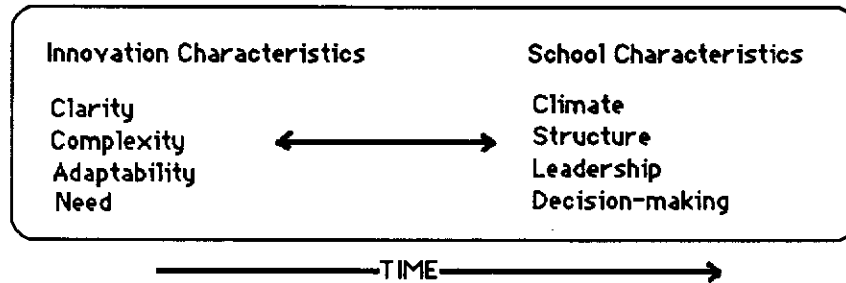 Innovation Characteristics
Clarity
Complexity
Adaptability
Need
School Characteristics
Climate
Structure
Leadership
Decision-making
TIME